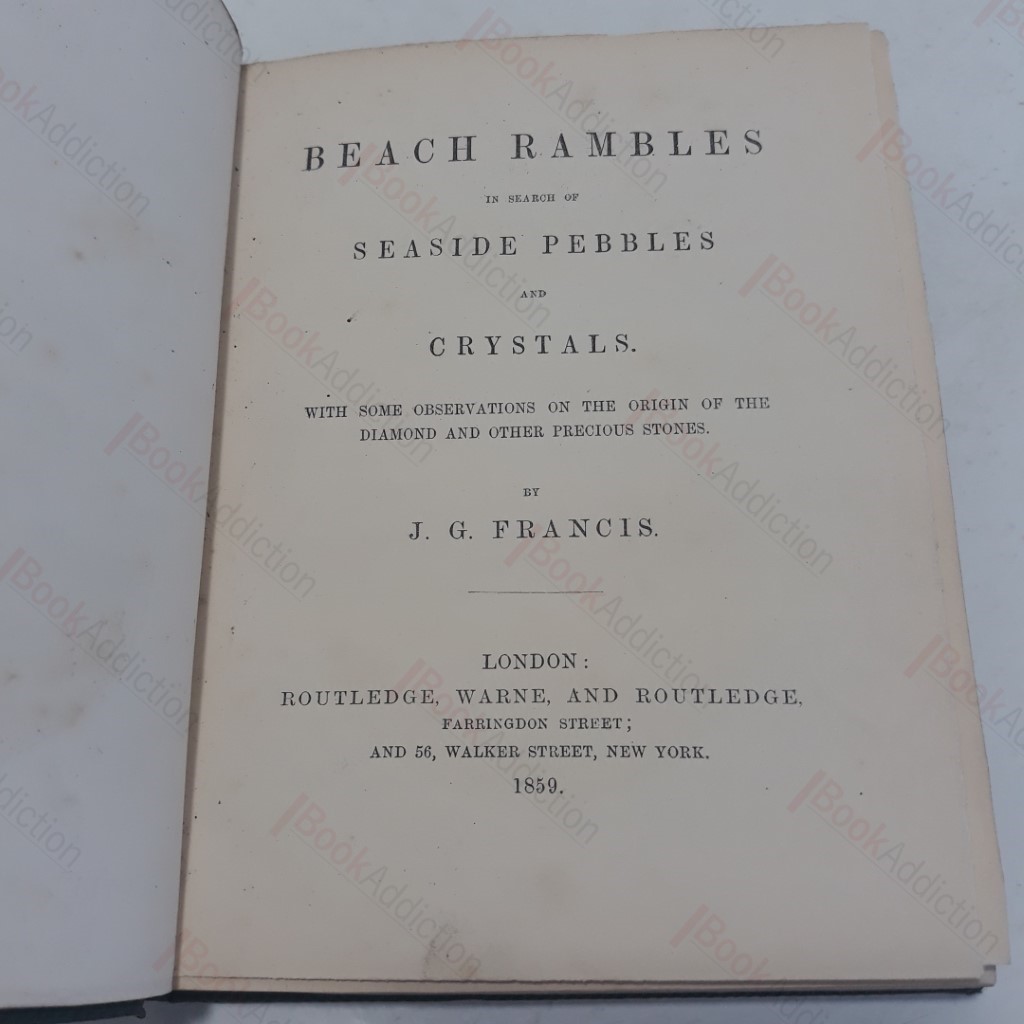 BEACH RAMBLES
IN SEARCH OF
SEASIDE PEBBLES
AND
CRYSTALS.
WITH SOME OBSERVATIONS ON THE ORIGIN OF THE
DIAMOND AND OTHER PRECIOUS STONES.
BY
J. G. FRANCIS.
LONDON:
ROUTLEDGE, WARNE, AND ROUTLEDGE,
FARRINGDON STREET;
AND 56, WALKER STREET, NEW YORK.
1859.
BookAddiction